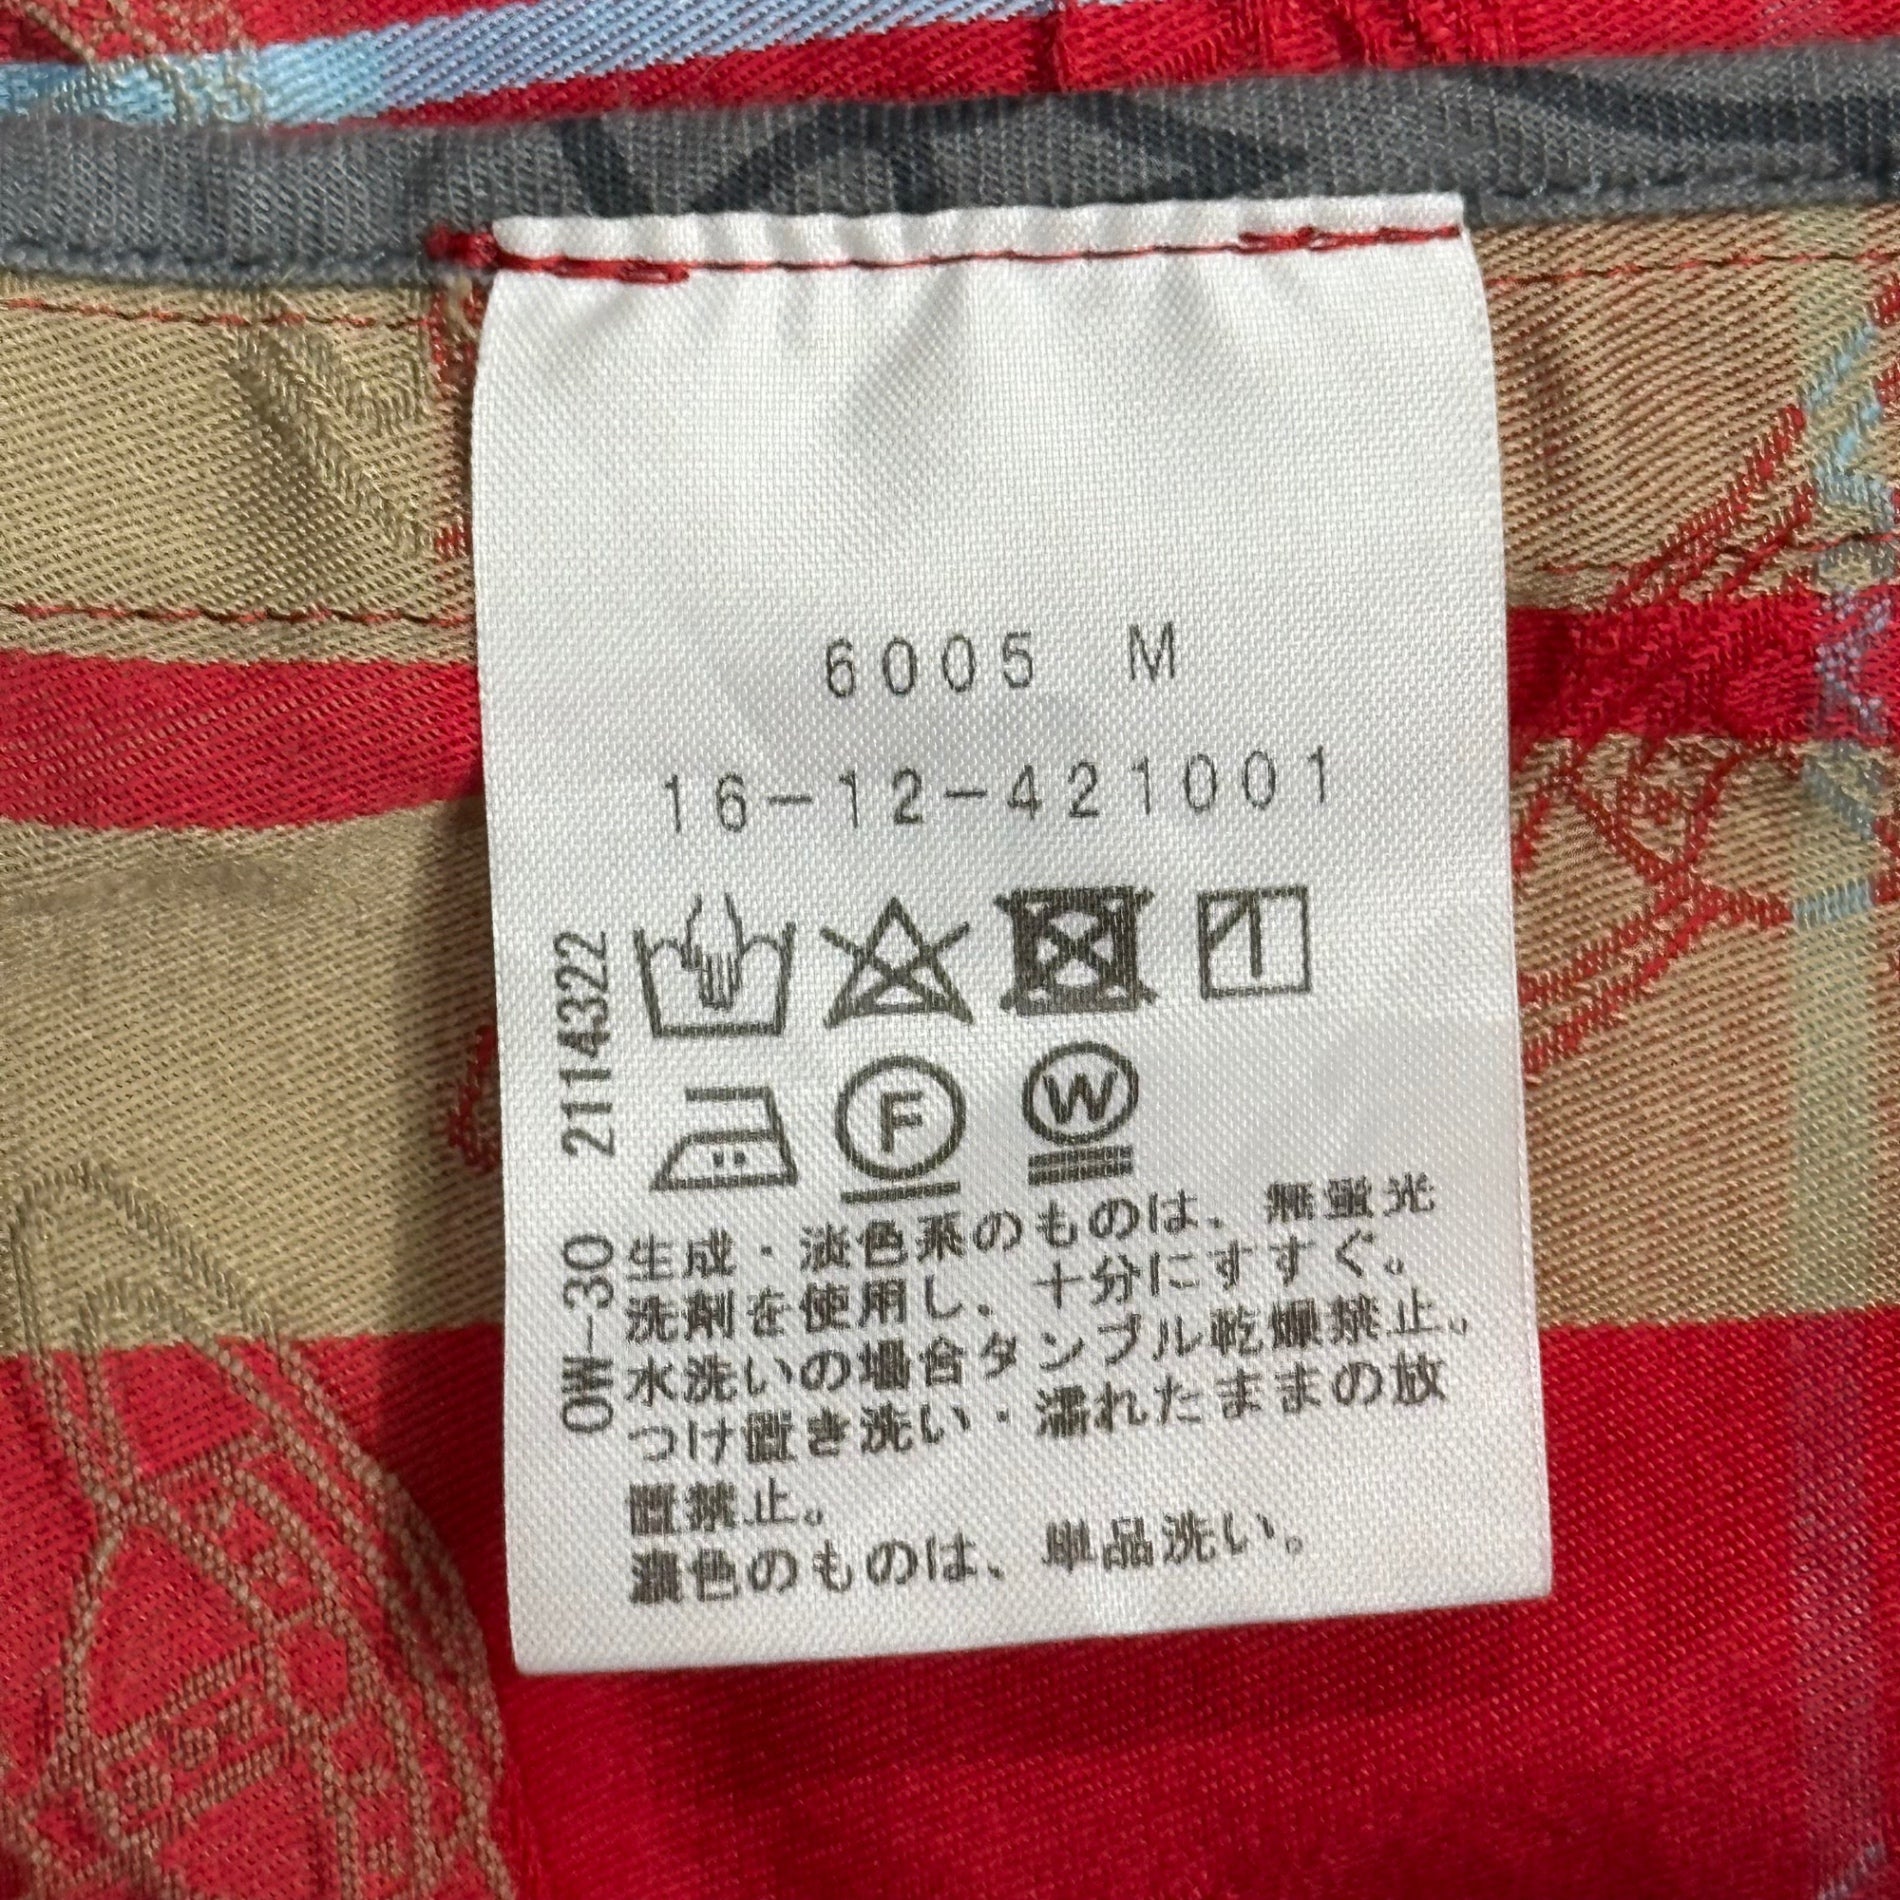 6005 M
16-12-421001
2114322
F
W
OW-30
生成・淡色系のものは、無蛍光
洗剤を使用し、十分にすすぐ。
水洗いの場合タンブル乾燥禁止。
つけ置き洗い・濡れたままの放
置禁止。
濃色のものは、単品洗い。